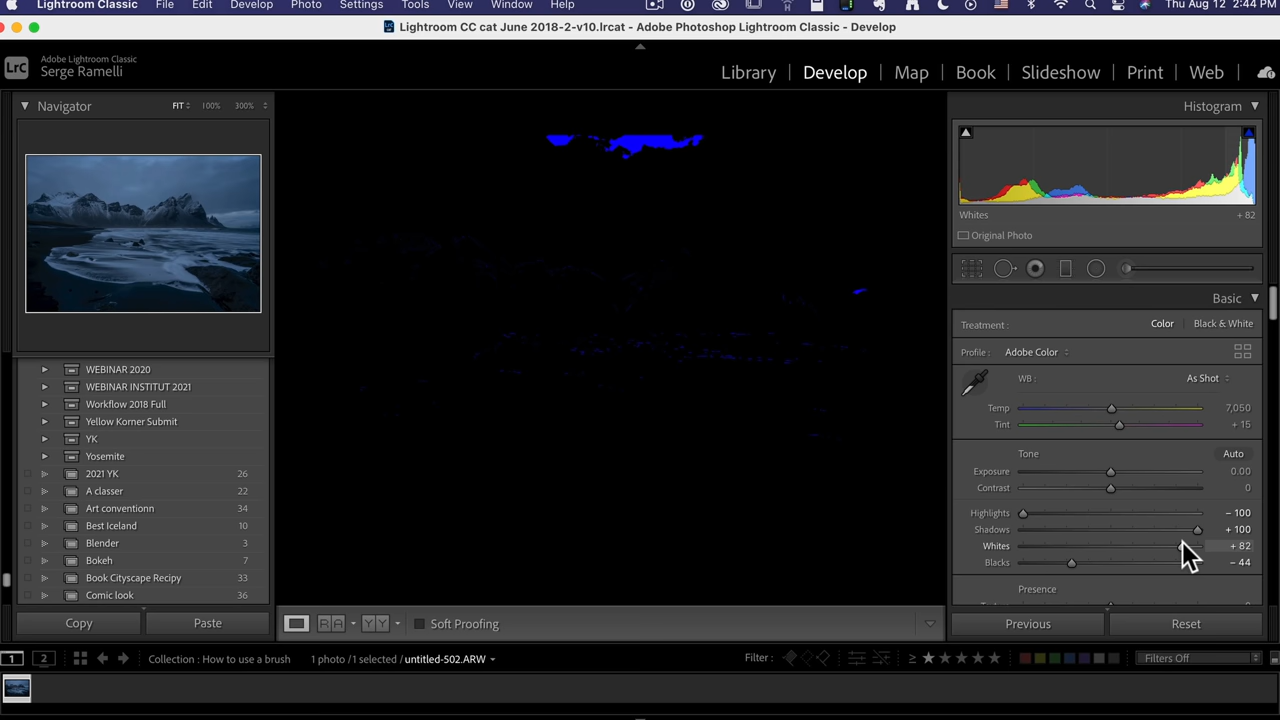 Lightroom Classic File Edit Develop Photo Settings Tools View Window Help Thu Aug 12 2:44 PM
Lightroom CC cat June 2018-2-v10.lrcat - Adobe Photoshop Lightroom Classic - Develop
LrC
Adobe Lightroom Classic
Serge Ramelli
Library | Develop | Map | Book | Slideshow | Print | Web
Navigator FIT 100% 300%
WEBINAR 2020
WEBINAR INSTITUT 2021
Workflow 2018 Full
Yellow Korner Submit
YK
Yosemite
2021 YK 26
A classer 22
Art conventionn 34
Best Iceland 10
Blender 3
Bokeh 7
Book Cityscape Recipy 33
Comic look 36
Copy Paste
Histogram
Whites + 82
Original Photo
Basic
Treatment : Color | Black & White
Profile : Adobe Color
WB : As Shot
Temp 7,050
Tint + 15
Tone Auto
Exposure 0.00
Contrast 0
Highlights − 100
Shadows + 100
Whites + 82
Blacks − 44
Presence
Previous Reset
R A Y Y Soft Proofing
1 2 Collection : How to use a brush 1 photo /1 selected / untitled-502.ARW Filter : ≥ Filters Off